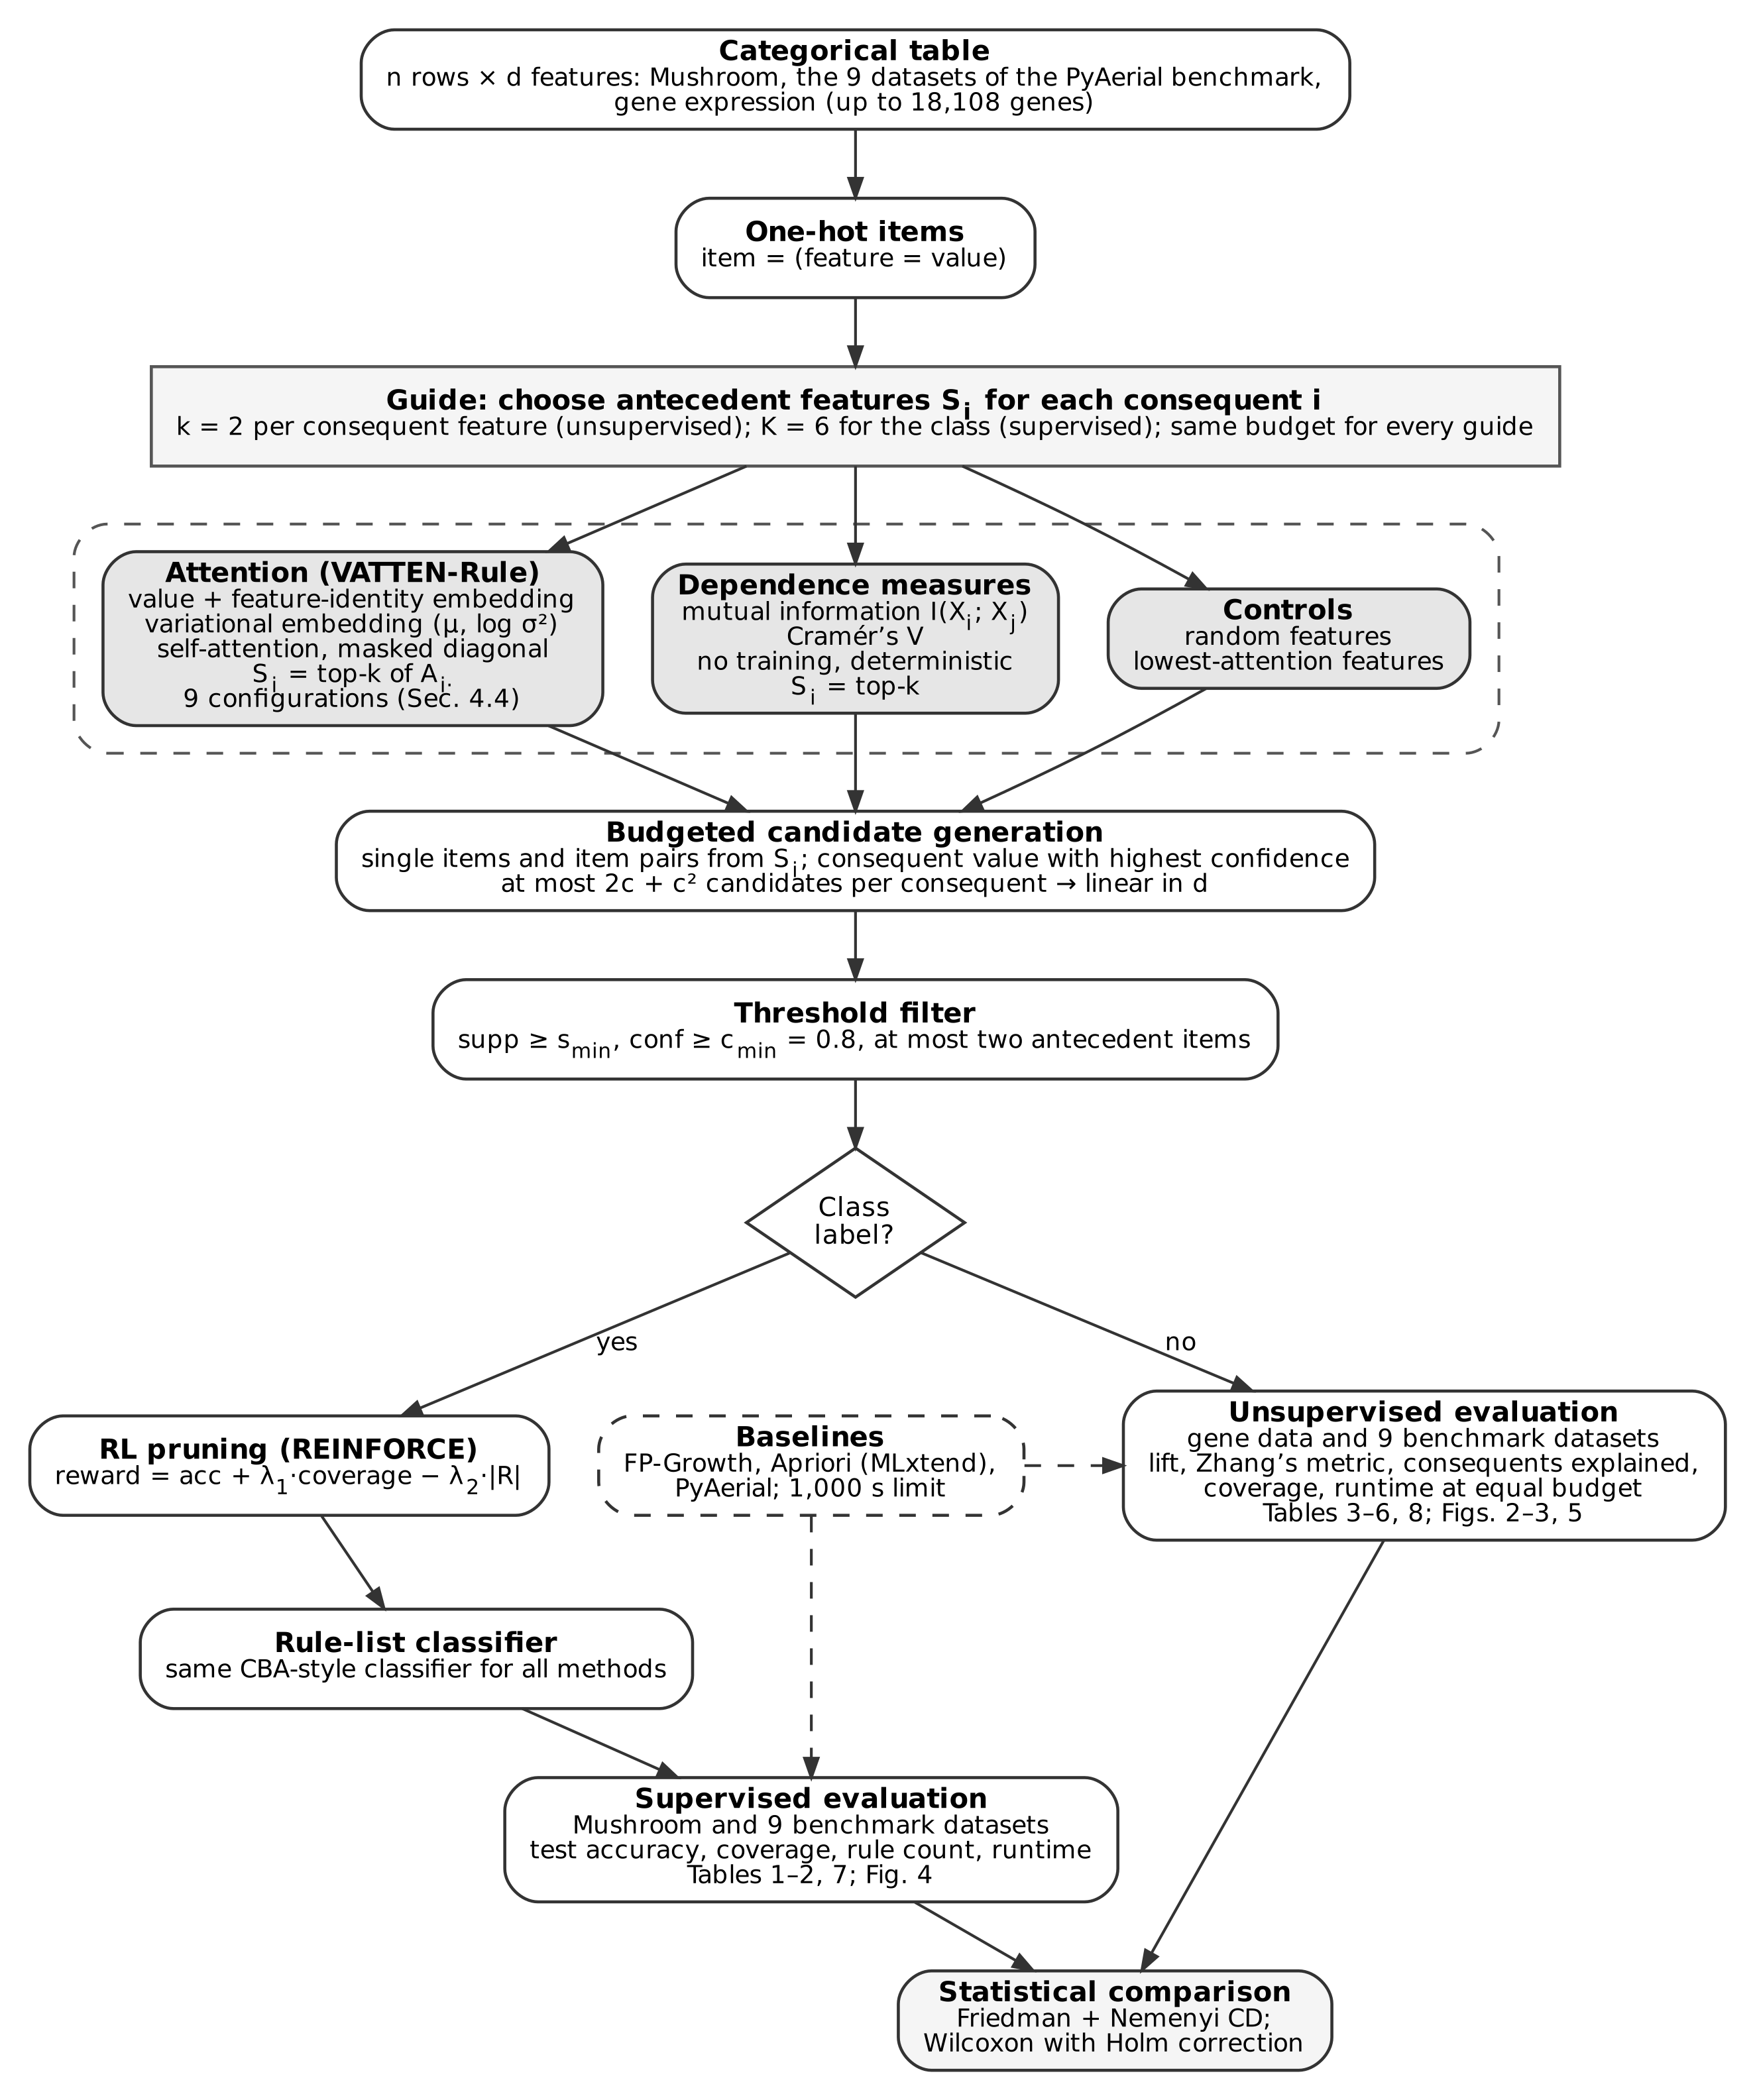 Categorical table
n rows × d features: Mushroom, the 9 datasets of the PyAerial benchmark,
gene expression (up to 18,108 genes)
One-hot items
item = (feature = value)
Guide: choose antecedent features Si for each consequent i
k = 2 per consequent feature (unsupervised); K = 6 for the class (supervised); same budget for every guide
Attention (VATTEN-Rule)
value + feature-identity embedding
variational embedding (μ, log σ²)
self-attention, masked diagonal
Si = top-k of Ai·
9 configurations (Sec. 4.4)
Dependence measures
mutual information I(Xi; Xj)
Cramér’s V
no training, deterministic
Si = top-k
Controls
random features
lowest-attention features
Budgeted candidate generation
single items and item pairs from Si; consequent value with highest confidence
at most 2c + c² candidates per consequent → linear in d
Threshold filter
supp ≥ smin, conf ≥ cmin = 0.8, at most two antecedent items
Class
label?
yes
no
RL pruning (REINFORCE)
reward = acc + λ1·coverage − λ2·|R|
Baselines
FP-Growth, Apriori (MLxtend),
PyAerial; 1,000 s limit
Unsupervised evaluation
gene data and 9 benchmark datasets
lift, Zhang’s metric, consequents explained,
coverage, runtime at equal budget
Tables 3–6, 8; Figs. 2–3, 5
Rule-list classifier
same CBA-style classifier for all methods
Supervised evaluation
Mushroom and 9 benchmark datasets
test accuracy, coverage, rule count, runtime
Tables 1–2, 7; Fig. 4
Statistical comparison
Friedman + Nemenyi CD;
Wilcoxon with Holm correction